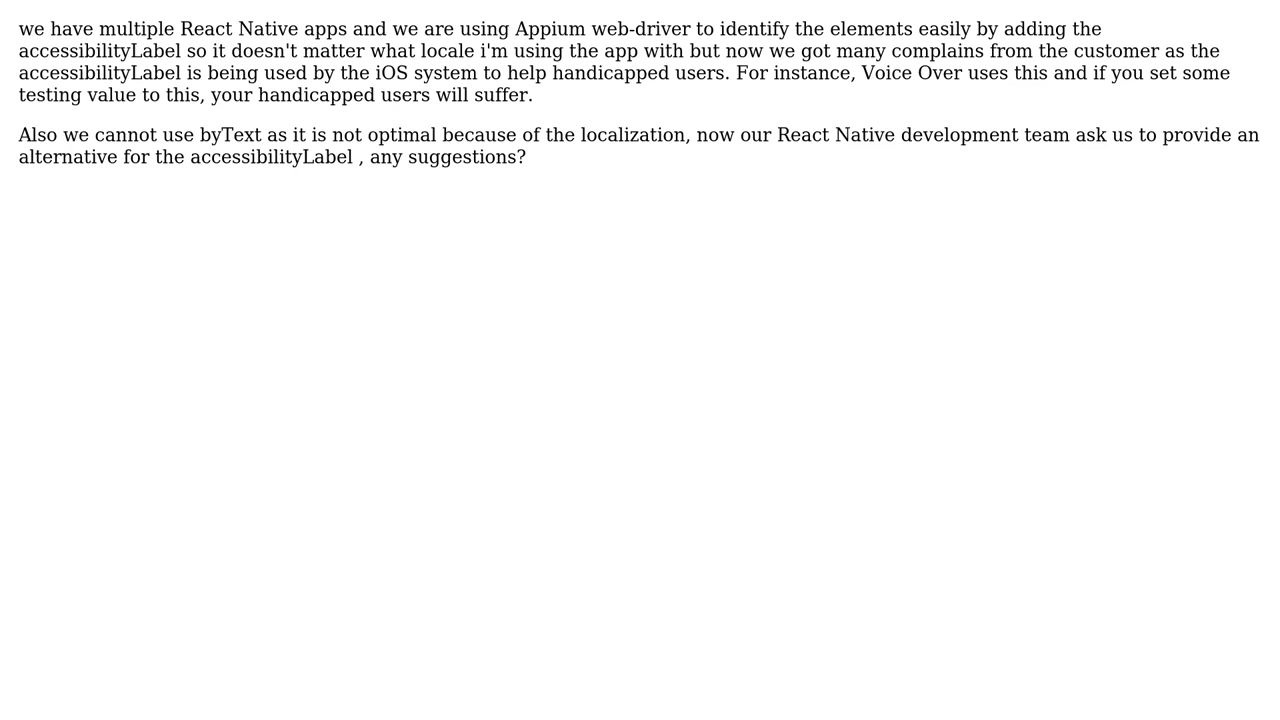 we have multiple React Native apps and we are using Appium web-driver to identify the elements easily by adding the
accessibilityLabel so it doesn't matter what locale i'm using the app with but now we got many complains from the customer as the
accessibilityLabel is being used by the iOS system to help handicapped users. For instance, Voice Over uses this and if you set some
testing value to this, your handicapped users will suffer.
Also we cannot use byText as it is not optimal because of the localization, now our React Native development team ask us to provide an
alternative for the accessibilityLabel , any suggestions?